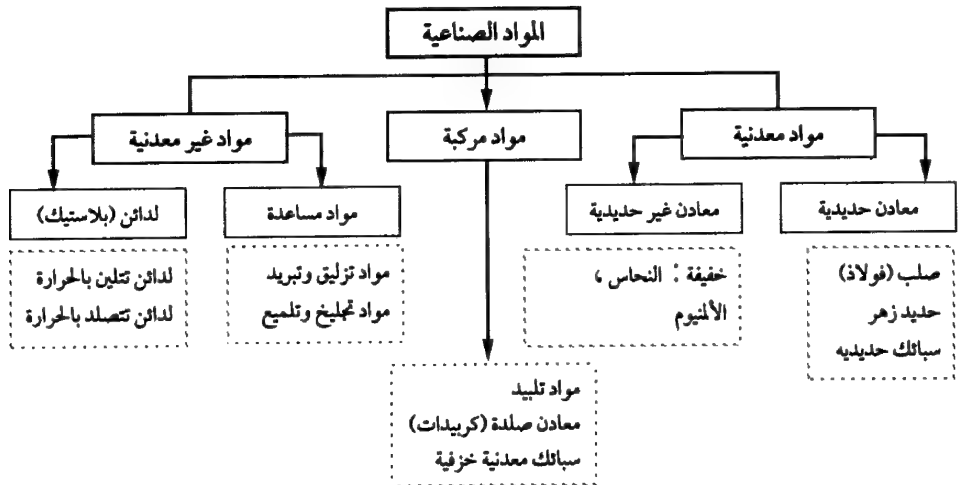 المواد الصناعية
مواد معدنية
مواد مركبة
مواد غير معدنية
معادن حديدية
معادن غير حديدية
مواد مساعدة
لدائن (بلاستيك)
صلب (فولاذ)
حديد زهر
سبائك حديديه
خفيفة : النحاس ،
الألمنيوم
مواد تزليق وتبريد
مواد تجليخ وتلميع
لدائن تتلين بالحرارة
لدائن تتصلد بالحرارة
مواد تلبيد
معادن صلدة (كربيدات)
سبائك معدنية خزفية